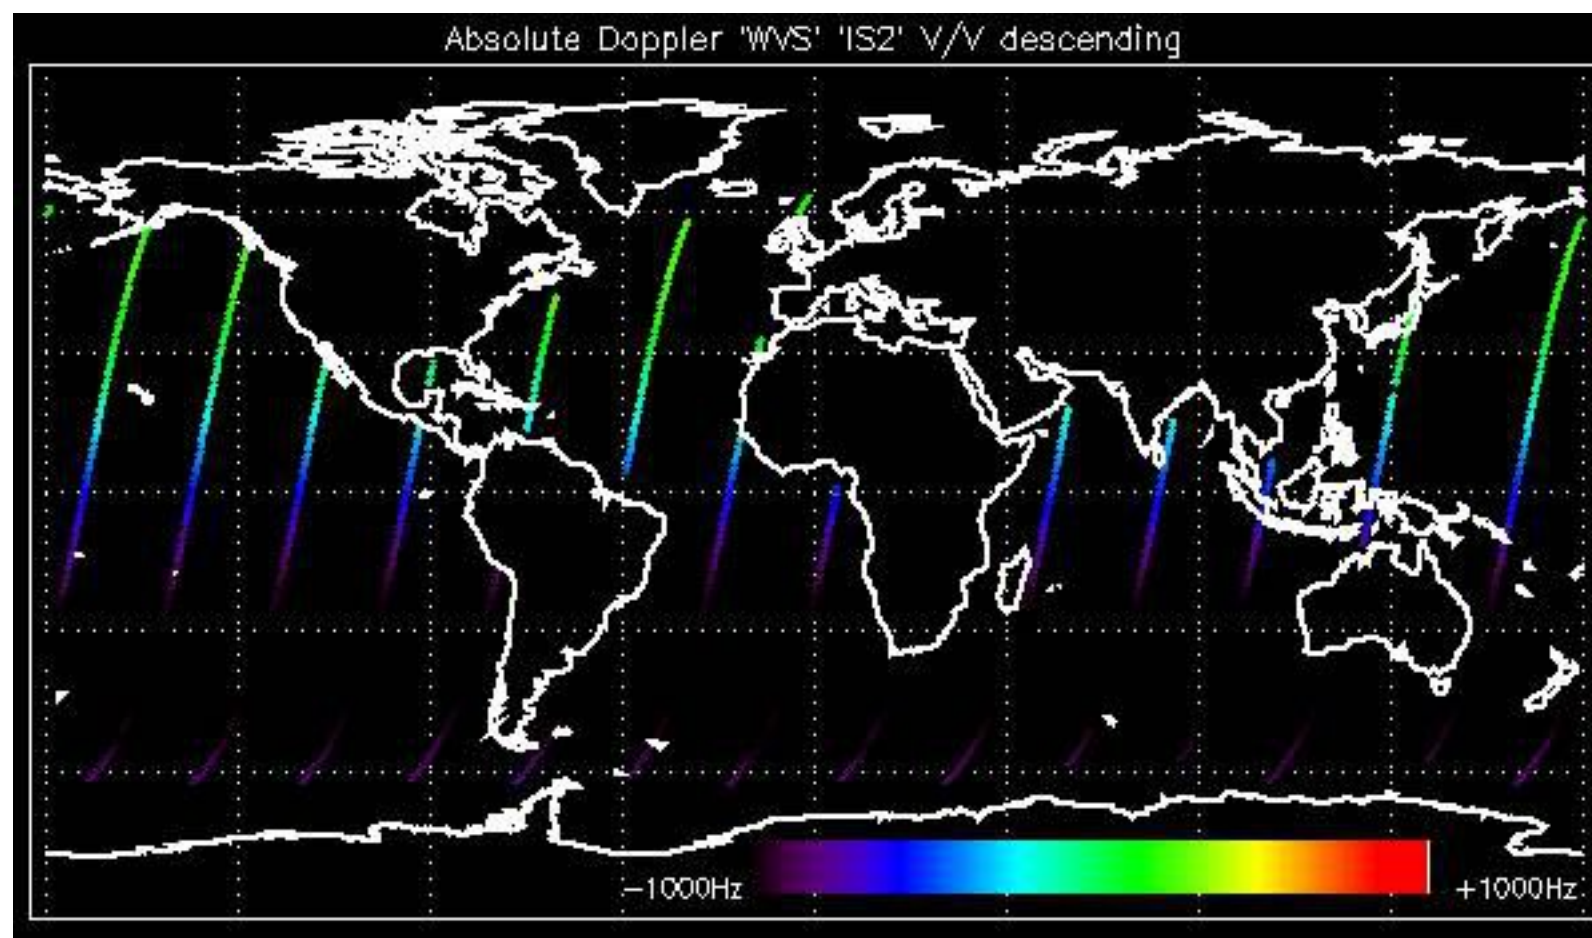 Absolute Doppler 'WVS' 'IS2' V/V descending
−1000Hz +1000Hz